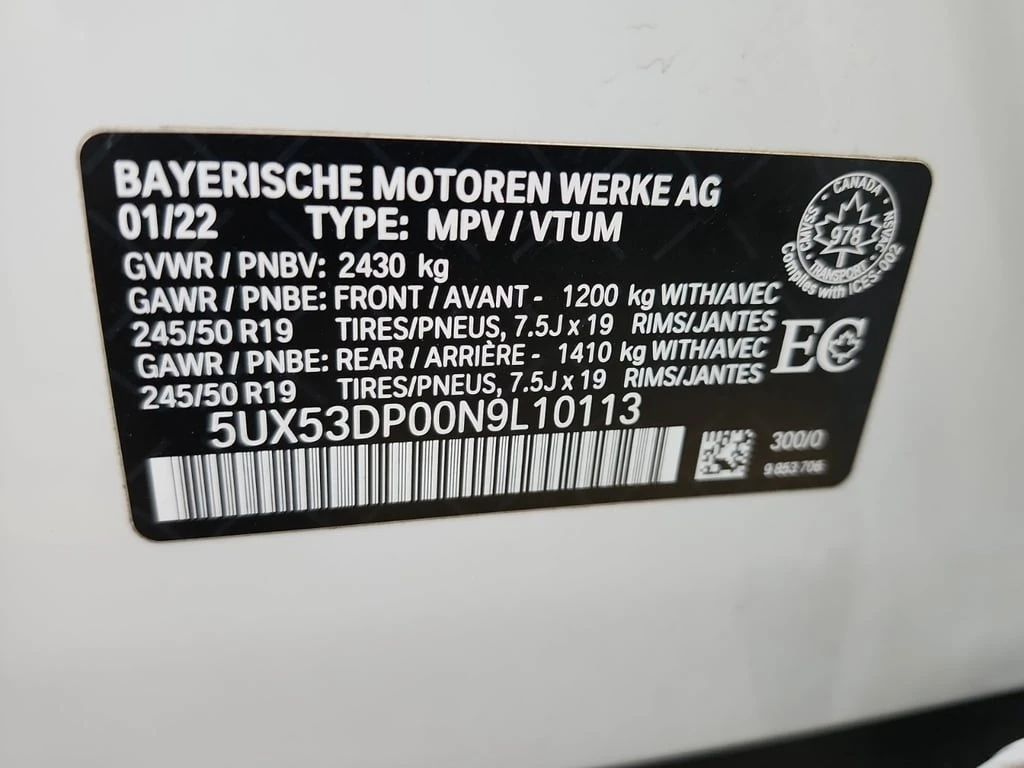 BAYERISCHE MOTOREN WERKE AG
01/22 TYPE: MPV / VTUM
GVWR / PNBV: 2430 kg
GAWR / PNBE: FRONT / AVANT - 1200 kg WITH/AVEC
245/50 R19 TIRES/PNEUS, 7.5J x 19 RIMS/JANTES
GAWR / PNBE: REAR / ARRIÈRE - 1410 kg WITH/AVEC
245/50 R19 TIRES/PNEUS, 7.5J x 19 RIMS/JANTES
5UX53DP00N9L10113
CANADA
CMVSS · NSVAC
978
TRANSPORT
Complies with ICES-002
EC
300/0
9 853 706